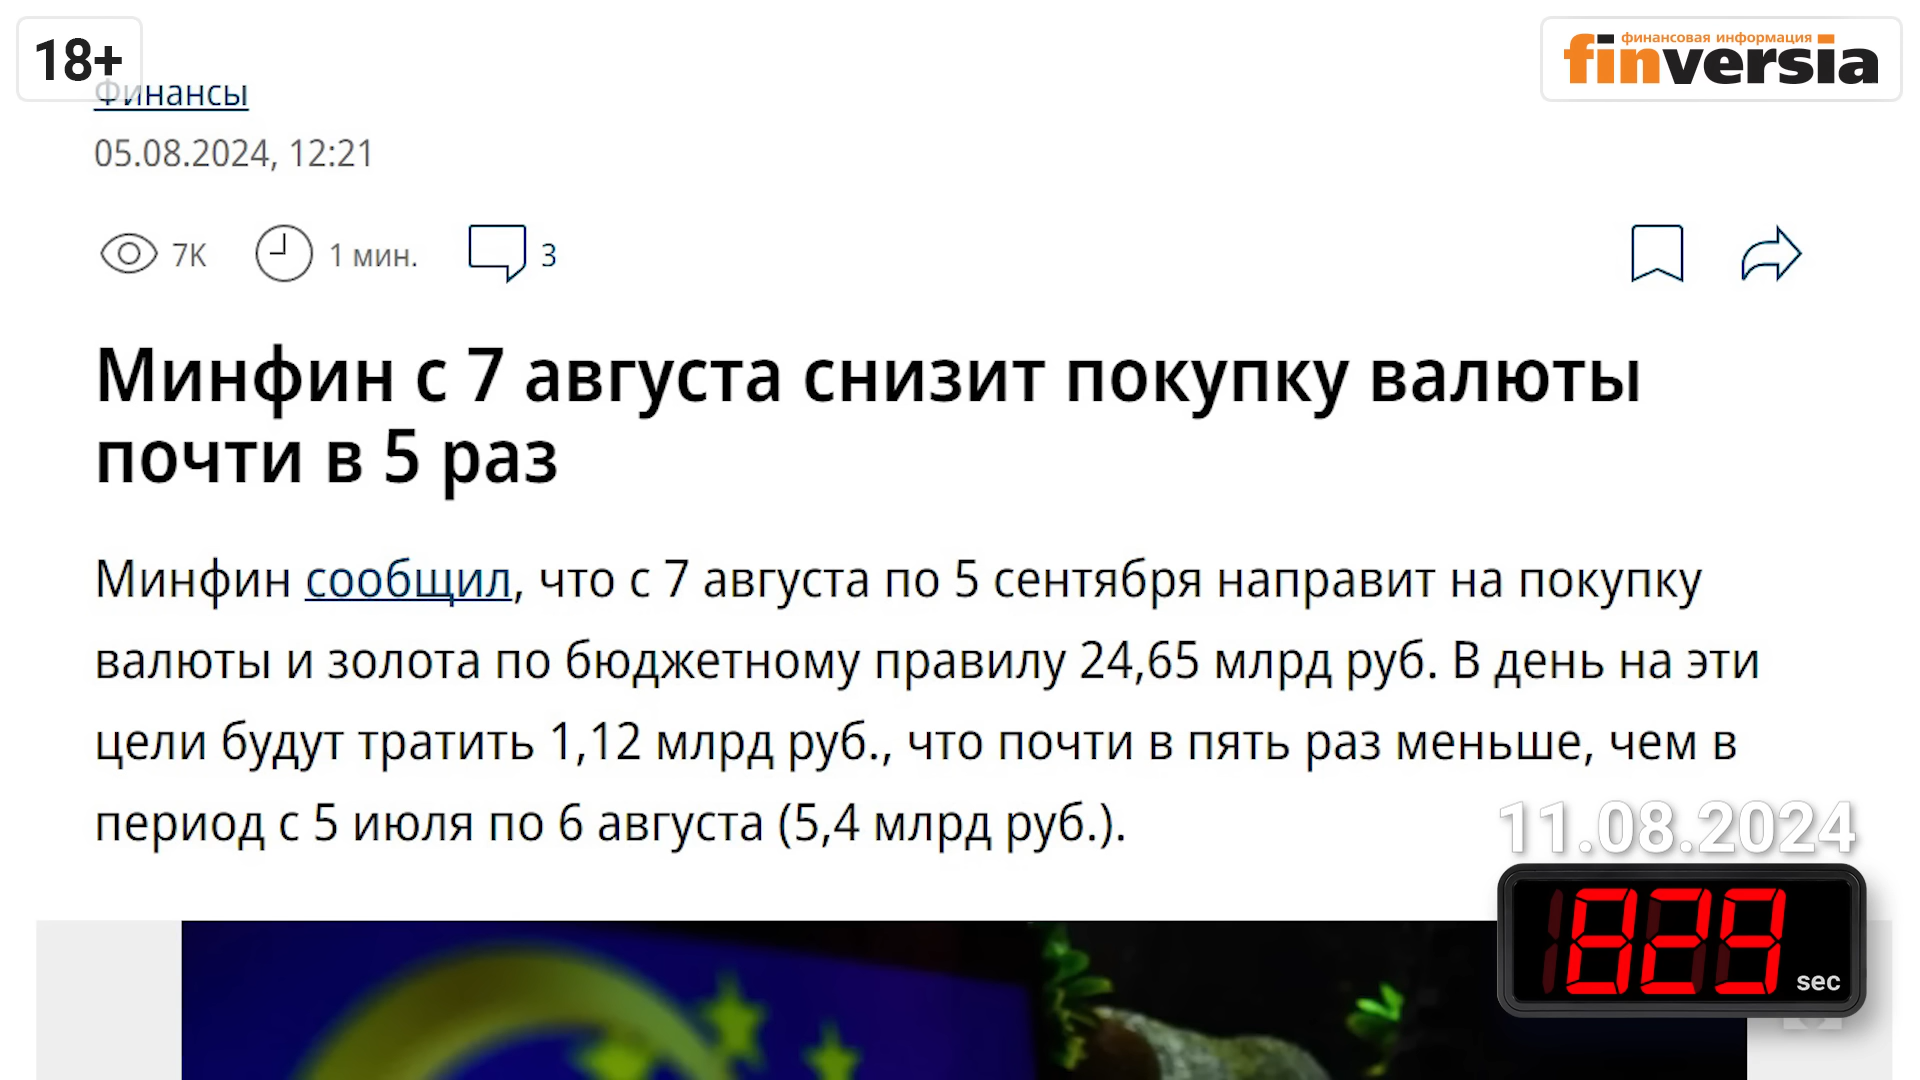 18+
финансовая информация
finversia
Финансы
05.08.2024, 12:21
7K
1 мин.
3
Минфин с 7 августа снизит покупку валюты
почти в 5 раз
Минфин сообщил, что с 7 августа по 5 сентября направит на покупку
валюты и золота по бюджетному правилу 24,65 млрд руб. В день на эти
цели будут тратить 1,12 млрд руб., что почти в пять раз меньше, чем в
период с 5 июля по 6 августа (5,4 млрд руб.).
11.08.2024
829
sec